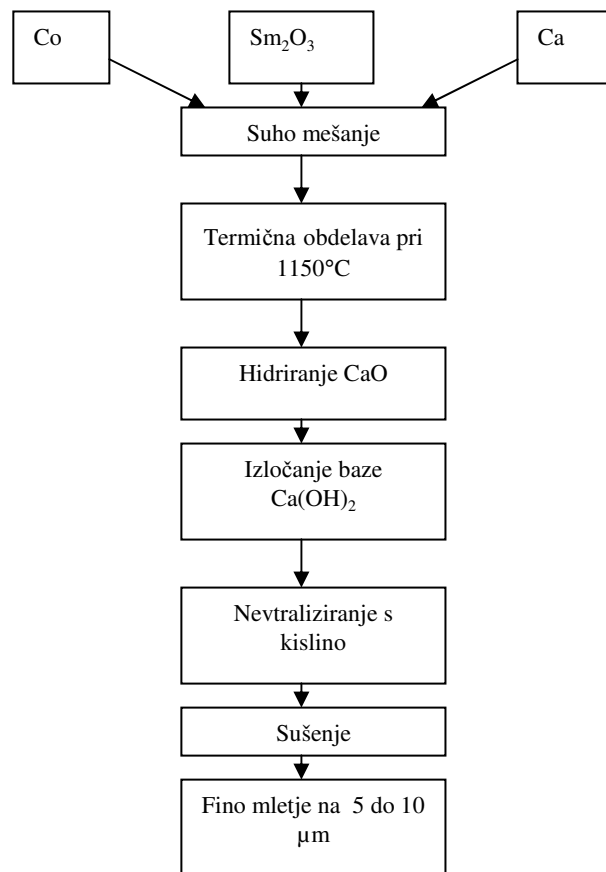 Co
Sm₂O₃
Ca
Suho mešanje
Termična obdelava pri
1150°C
Hidriranje CaO
Izločanje baze
Ca(OH)₂
Nevtraliziranje s
kislino
Sušenje
Fino mletje na 5 do 10
µm